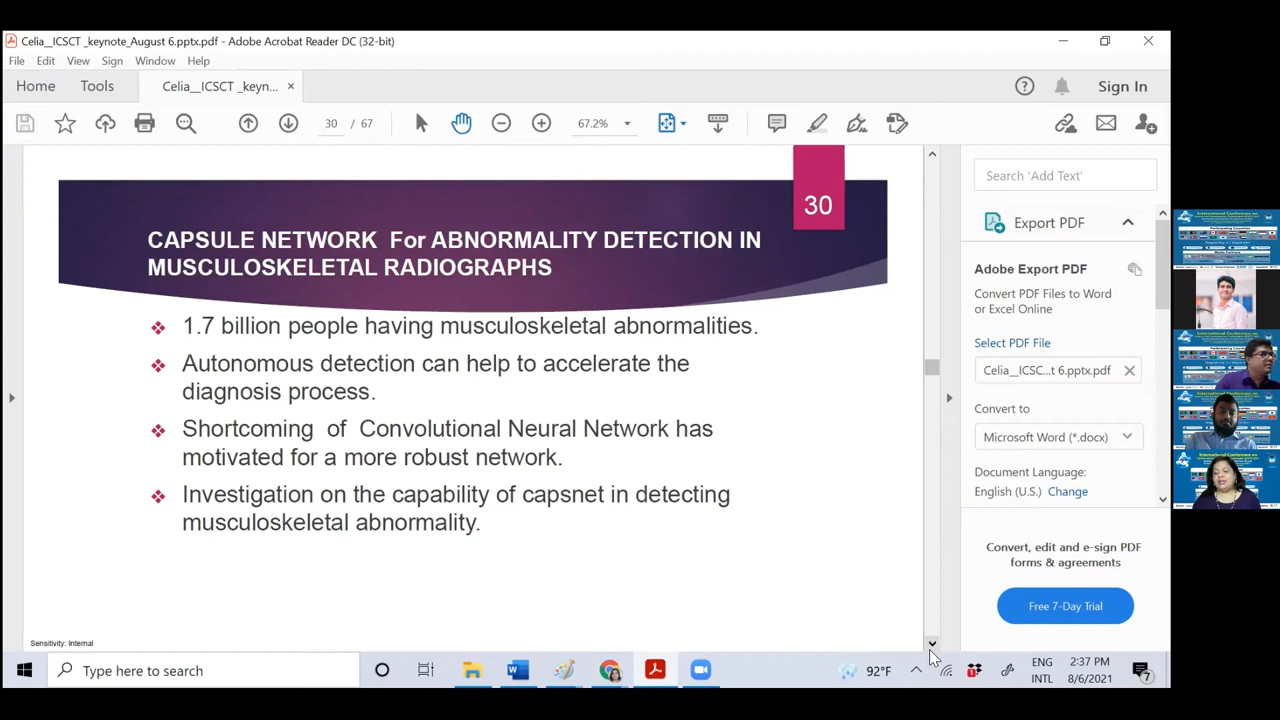 Celia__ICSCT _keynote_August 6.pptx.pdf - Adobe Acrobat Reader DC (32-bit)
File Edit View Sign Window Help
Home Tools Celia__ICSCT _keyn... × Sign In
30 / 67 67.2%
30
CAPSULE NETWORK For ABNORMALITY DETECTION IN
MUSCULOSKELETAL RADIOGRAPHS
1.7 billion people having musculoskeletal abnormalities.
Autonomous detection can help to accelerate the
diagnosis process.
Shortcoming of Convolutional Neural Network has
motivated for a more robust network.
Investigation on the capability of capsnet in detecting
musculoskeletal abnormality.
Sensitivity: Internal
Search 'Add Text'
Export PDF
Adobe Export PDF
Convert PDF Files to Word
or Excel Online
Select PDF File
Celia__ICSC...t 6.pptx.pdf
Convert to
Microsoft Word (*.docx)
Document Language:
English (U.S.) Change
Convert, edit and e-sign PDF
forms & agreements
Free 7-Day Trial
International Conference on
Type here to search
92°F
ENG
INTL
2:37 PM
8/6/2021
7